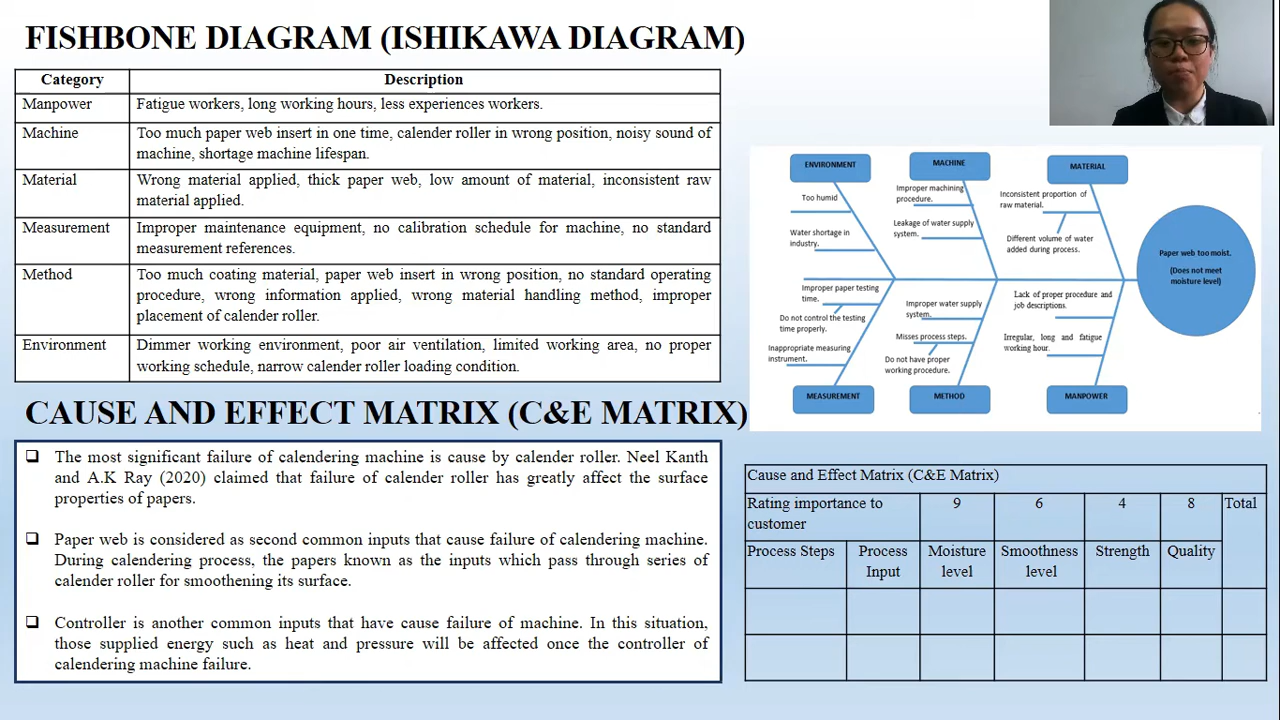 FISHBONE DIAGRAM (ISHIKAWA DIAGRAM)
Category Description
Manpower Fatigue workers, long working hours, less experiences workers.
Machine Too much paper web insert in one time, calender roller in wrong position, noisy sound of
machine, shortage machine lifespan.
Material Wrong material applied, thick paper web, low amount of material, inconsistent raw
material applied.
Measurement Improper maintenance equipment, no calibration schedule for machine, no standard
measurement references.
Method Too much coating material, paper web insert in wrong position, no standard operating
procedure, wrong information applied, wrong material handling method, improper
placement of calender roller.
Environment Dimmer working environment, poor air ventilation, limited working area, no proper
working schedule, narrow calender roller loading condition.
ENVIRONMENT
MACHINE
MATERIAL
Too humid
Water shortage in
industry.
Improper machining
procedure.
Leakage of water supply
system.
Inconsistent proportion of
raw material.
Different volume of water
added during process.
Paper web too moist.
(Does not meet
moisture level)
Improper paper testing
time.
Do not control the testing
time properly.
Inappropriate measuring
instrument.
Improper water supply
system.
Misses process steps.
Do not have proper
working procedure.
Lack of proper procedure and
job descriptions.
Irregular, long and fatigue
working hour.
MEASUREMENT
METHOD
MANPOWER
CAUSE AND EFFECT MATRIX (C&E MATRIX)
The most significant failure of calendering machine is cause by calender roller. Neel Kanth
and A.K Ray (2020) claimed that failure of calender roller has greatly affect the surface
properties of papers.
Paper web is considered as second common inputs that cause failure of calendering machine.
During calendering process, the papers known as the inputs which pass through series of
calender roller for smoothening its surface.
Controller is another common inputs that have cause failure of machine. In this situation,
those supplied energy such as heat and pressure will be affected once the controller of
calendering machine failure.
Cause and Effect Matrix (C&E Matrix)
Rating importance to 9 6 4 8 Total
customer
Process Steps Process Moisture Smoothness Strength Quality
Input level level